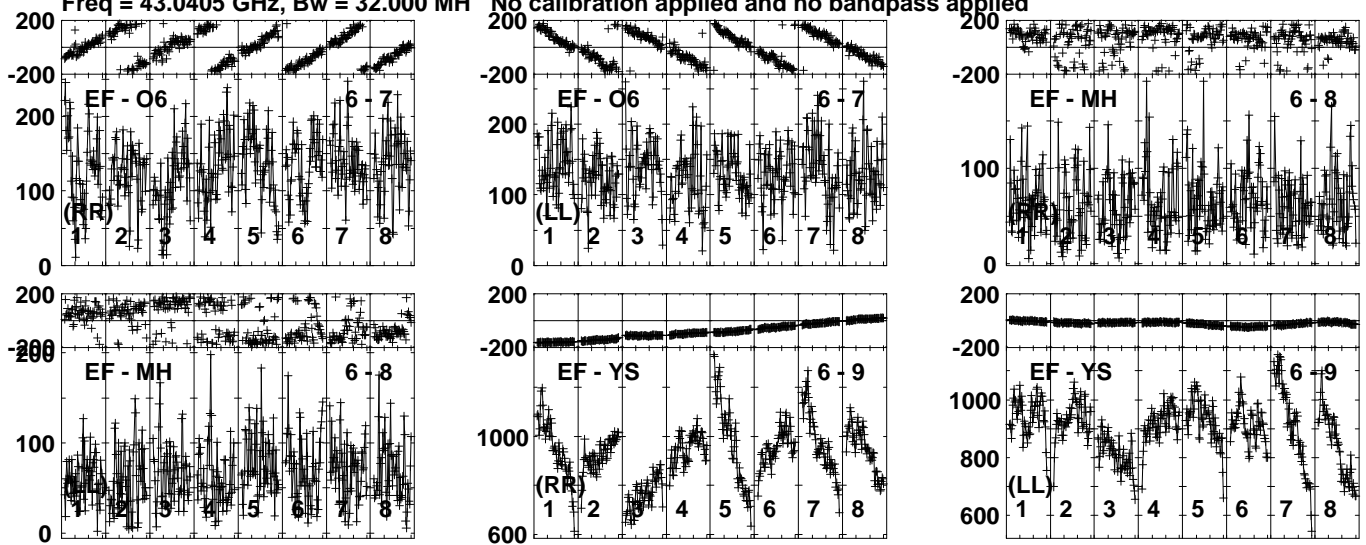 Freq = 43.0405 GHz, Bw = 32.000 MH No calibration applied and no bandpass applied
200
-200
EF - O6 6 - 7
200
100
(RR)
1 2 3 4 5 6 7 8
0
200
-200
EF - O6 6 - 7
200
100
(LL)
1 2 3 4 5 6 7 8
0
200
-200
EF - MH 6 - 8
100
(RR)
1 2 3 4 5 6 7 8
0
200
-200
200
EF - MH 6 - 8
100
(LL)
1 2 3 4 5 6 7 8
0
200
-200
EF - YS 6 - 9
1000
(RR)
1 2 3 4 5 6 7 8
600
200
-200
EF - YS 6 - 9
1000
800
(LL)
1 2 3 4 5 6 7 8
600